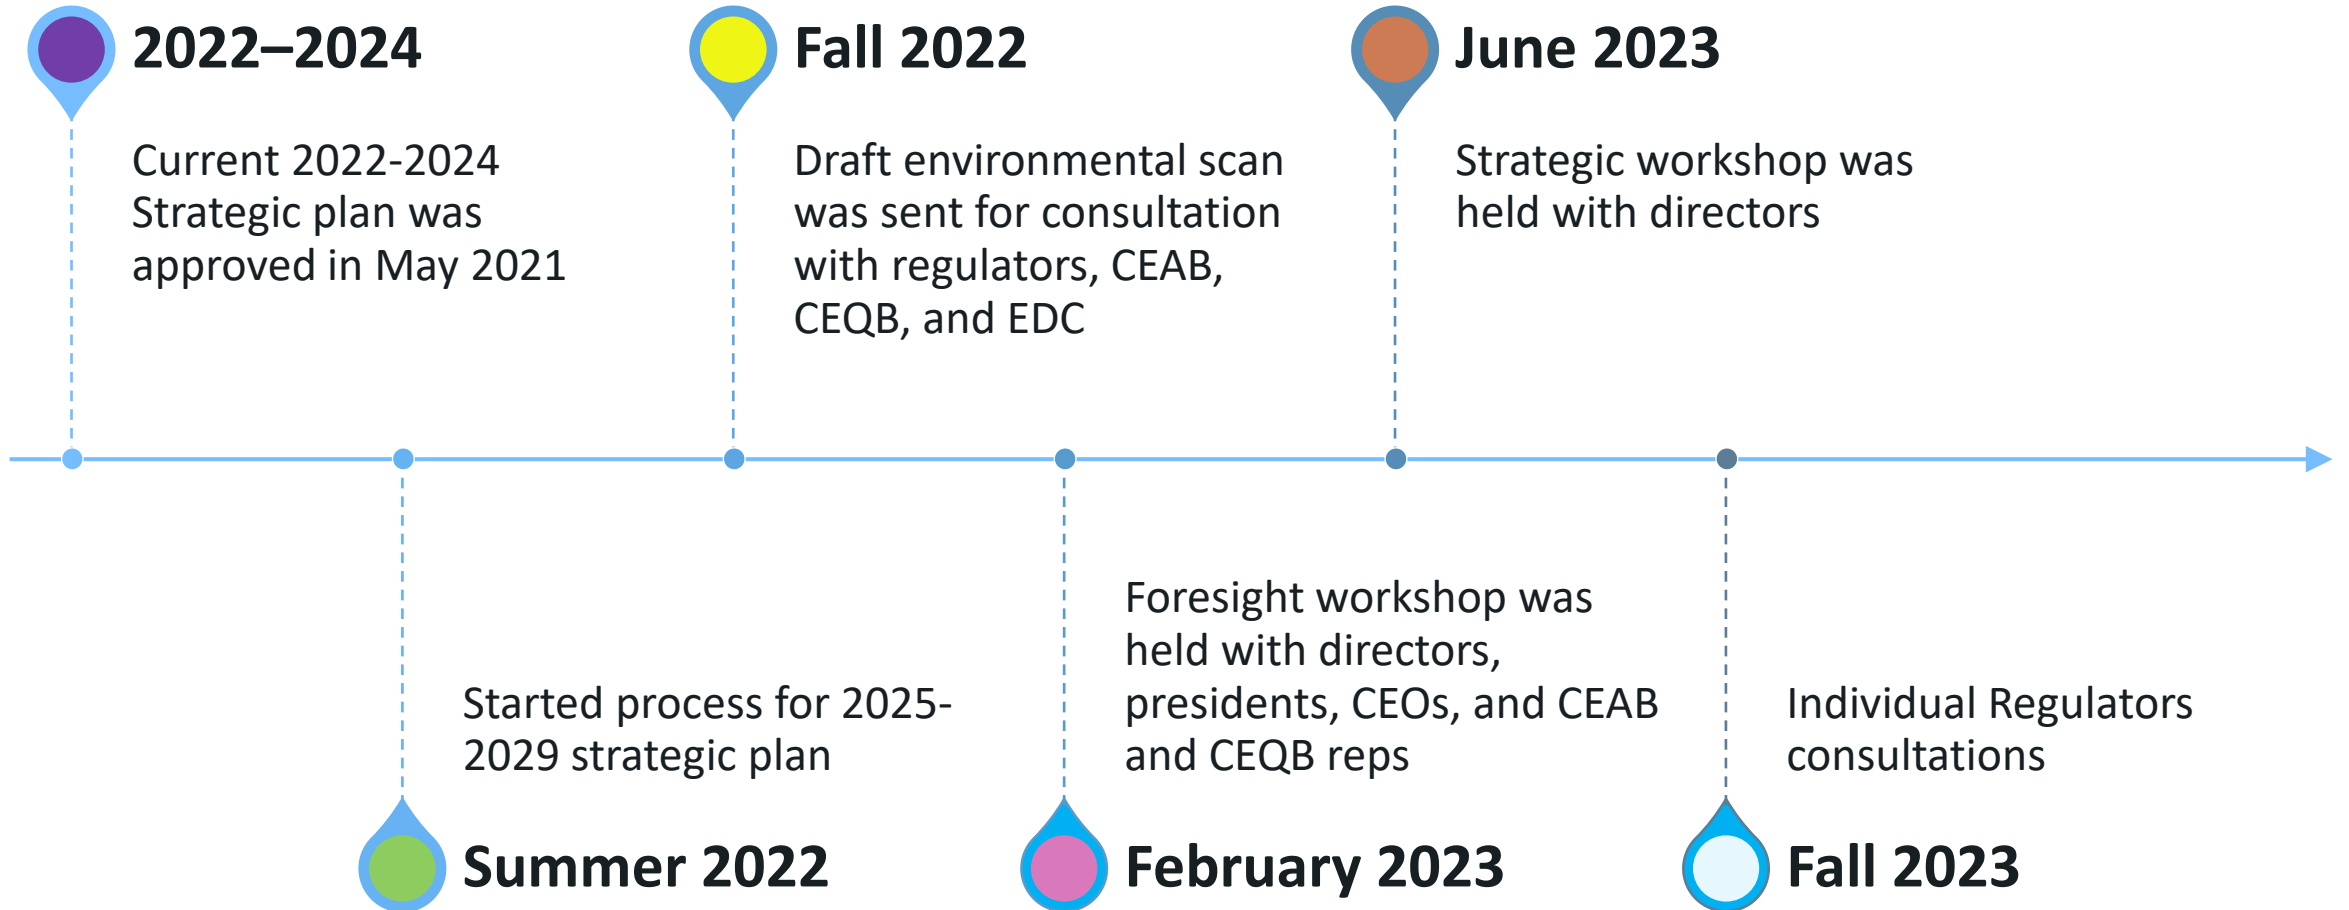 2022–2024
Current 2022-2024
Strategic plan was
approved in May 2021
Summer 2022
Started process for 2025-
2029 strategic plan
Fall 2022
Draft environmental scan
was sent for consultation
with regulators, CEAB,
CEQB, and EDC
February 2023
Foresight workshop was
held with directors,
presidents, CEOs, and CEAB
and CEQB reps
June 2023
Strategic workshop was
held with directors
Fall 2023
Individual Regulators
consultations